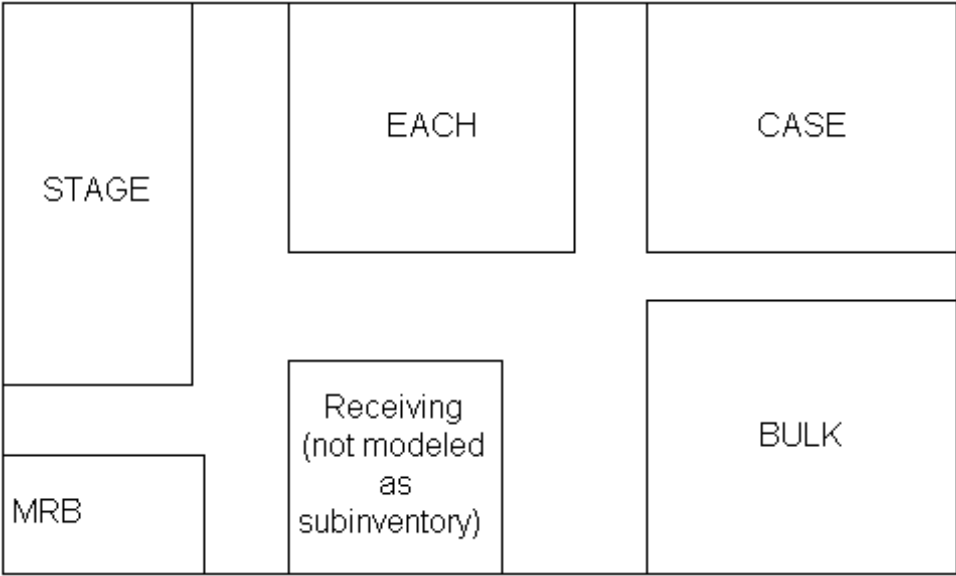 EACH
CASE
STAGE
Receiving
(not modeled
as
subinventory)
BULK
MRB